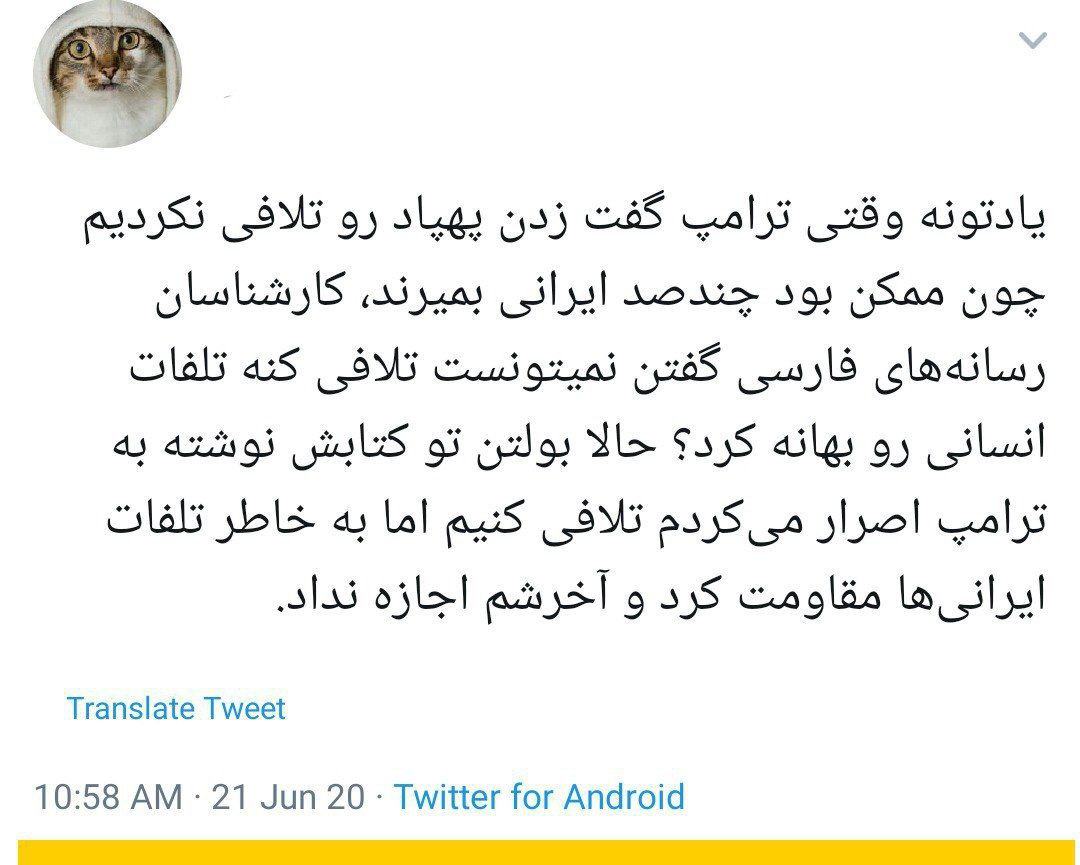 یادتونه وقتی ترامپ گفت زدن پهپاد رو تلافی نکردیم
چون ممکن بود چندصد ایرانی بمیرند، کارشناسان
رسانه‌های فارسی گفتن نمیتونست تلافی کنه تلفات
انسانی رو بهانه کرد؟ حالا بولتن تو کتابش نوشته به
ترامپ اصرار می‌کردم تلافی کنیم اما به خاطر تلفات
ایرانی‌ها مقاومت کرد و آخرشم اجازه نداد.
Translate Tweet
10:58 AM · 21 Jun 20 · Twitter for Android